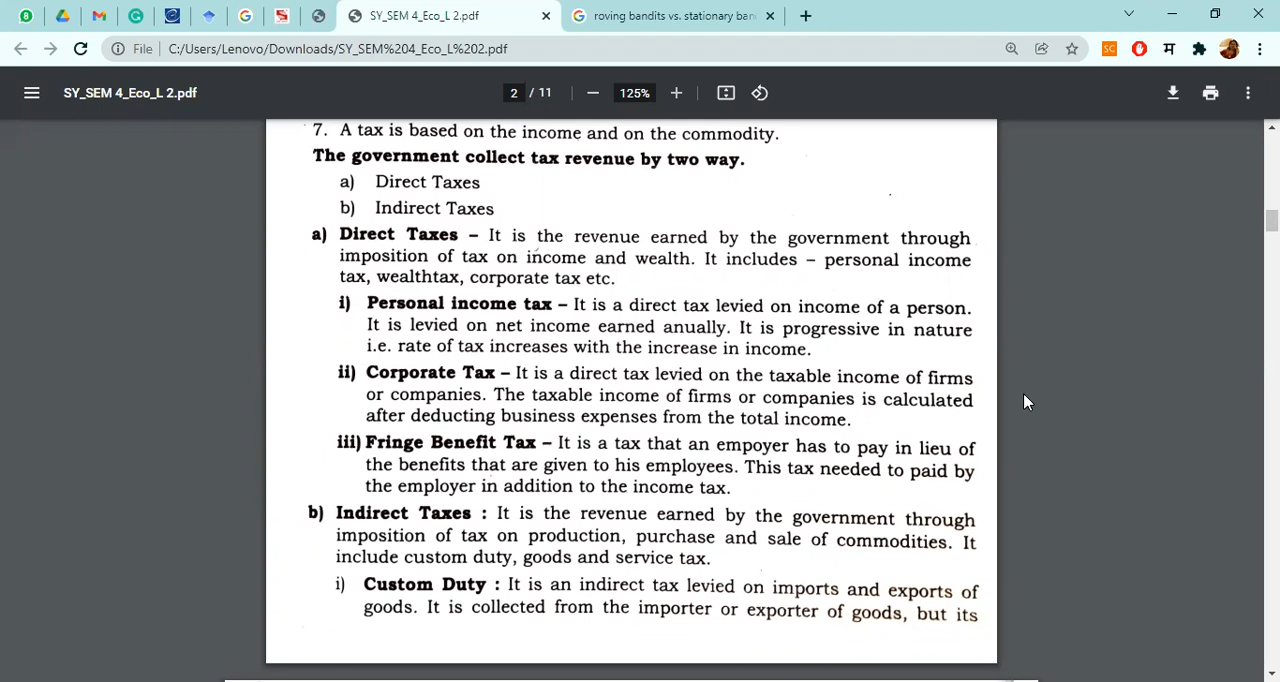 SY_SEM 4_Eco_L 2.pdf
roving bandits vs. stationary ban
File C:/Users/Lenovo/Downloads/SY_SEM%204_Eco_L%202.pdf
SC
म
SY_SEM 4_Eco_L 2.pdf 2 / 11 125%
7. A tax is based on the income and on the commodity.
The government collect tax revenue by two way.
a) Direct Taxes
b) Indirect Taxes
a) Direct Taxes – It is the revenue earned by the government through
imposition of tax on income and wealth. It includes – personal income
tax, wealthtax, corporate tax etc.
i) Personal income tax – It is a direct tax levied on income of a person.
It is levied on net income earned anually. It is progressive in nature
i.e. rate of tax increases with the increase in income.
ii) Corporate Tax – It is a direct tax levied on the taxable income of firms
or companies. The taxable income of firms or companies is calculated
after deducting business expenses from the total income.
iii) Fringe Benefit Tax – It is a tax that an empoyer has to pay in lieu of
the benefits that are given to his employees. This tax needed to paid by
the employer in addition to the income tax.
b) Indirect Taxes : It is the revenue earned by the government through
imposition of tax on production, purchase and sale of commodities. It
include custom duty, goods and service tax.
i) Custom Duty : It is an indirect tax levied on imports and exports of
goods. It is collected from the importer or exporter of goods, but its